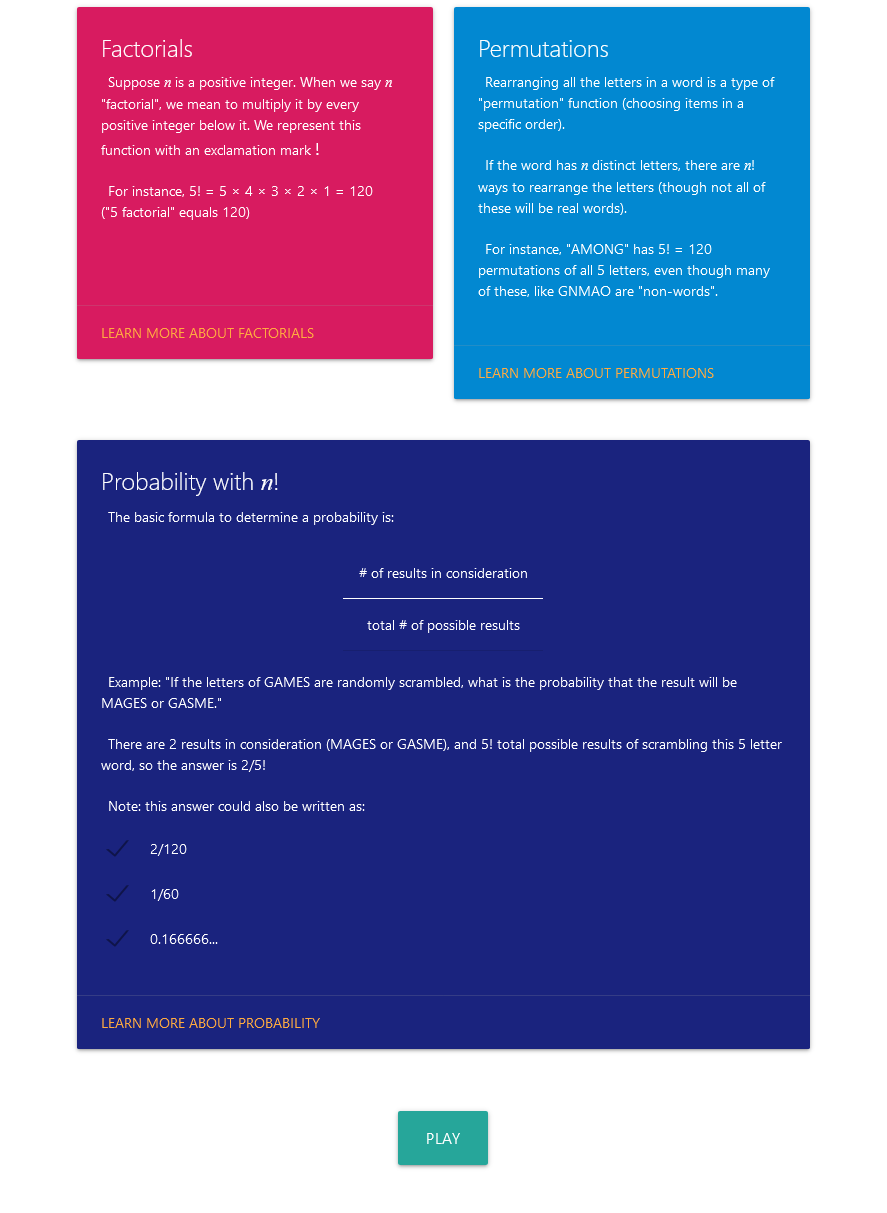 Factorials
Suppose n is a positive integer. When we say n
"factorial", we mean to multiply it by every
positive integer below it. We represent this
function with an exclamation mark !
For instance, 5! = 5 × 4 × 3 × 2 × 1 = 120
("5 factorial" equals 120)
LEARN MORE ABOUT FACTORIALS
Permutations
Rearranging all the letters in a word is a type of
"permutation" function (choosing items in a
specific order).
If the word has n distinct letters, there are n!
ways to rearrange the letters (though not all of
these will be real words).
For instance, "AMONG" has 5! = 120
permutations of all 5 letters, even though many
of these, like GNMAO are "non-words".
LEARN MORE ABOUT PERMUTATIONS
Probability with n!
The basic formula to determine a probability is:
# of results in consideration
total # of possible results
Example: "If the letters of GAMES are randomly scrambled, what is the probability that the result will be
MAGES or GASME."
There are 2 results in consideration (MAGES or GASME), and 5! total possible results of scrambling this 5 letter
word, so the answer is 2/5!
Note: this answer could also be written as:
2/120
1/60
0.166666...
LEARN MORE ABOUT PROBABILITY
PLAY